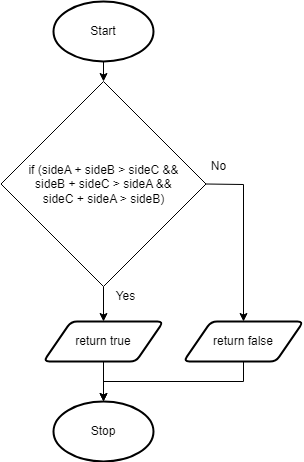 Start
if (sideA + sideB > sideC &&
sideB + sideC > sideA &&
sideC + sideA > sideB)
No
Yes
return true
return false
Stop